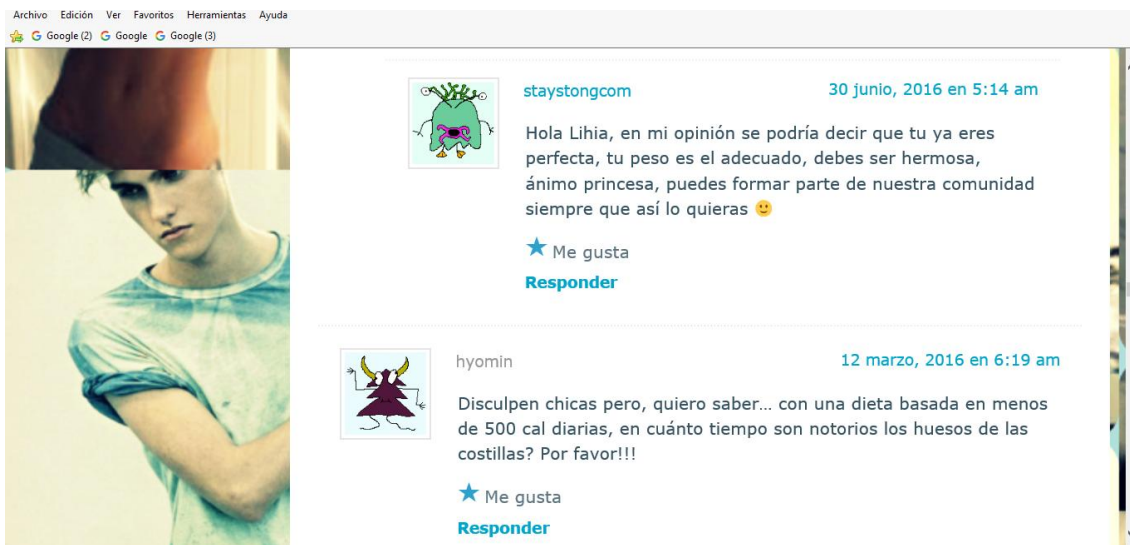 Archivo Edición Ver Favoritos Herramientas Ayuda
Google (2) Google Google (3)
staystongcom 30 junio, 2016 en 5:14 am
Hola Lihia, en mi opinión se podría decir que tu ya eres
perfecta, tu peso es el adecuado, debes ser hermosa,
ánimo princesa, puedes formar parte de nuestra comunidad
siempre que así lo quieras 🙂
Me gusta
Responder
hyomin 12 marzo, 2016 en 6:19 am
Disculpen chicas pero, quiero saber... con una dieta basada en menos
de 500 cal diarias, en cuánto tiempo son notorios los huesos de las
costillas? Por favor!!!
Me gusta
Responder